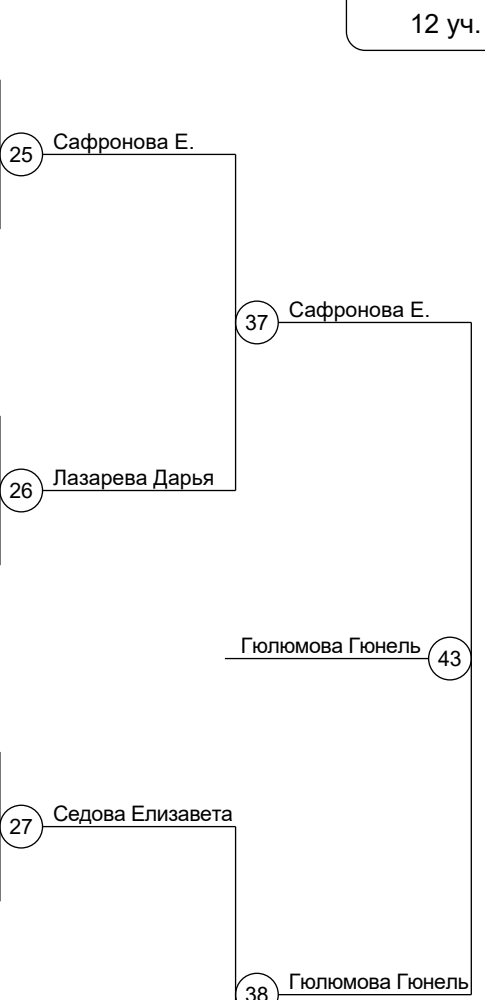 12 уч.
25 Сафронова Е.
37 Сафронова Е.
26 Лазарева Дарья
Гюлюмова Гюнель 43
27 Седова Елизавета
38 Гюлюмова Гюнель